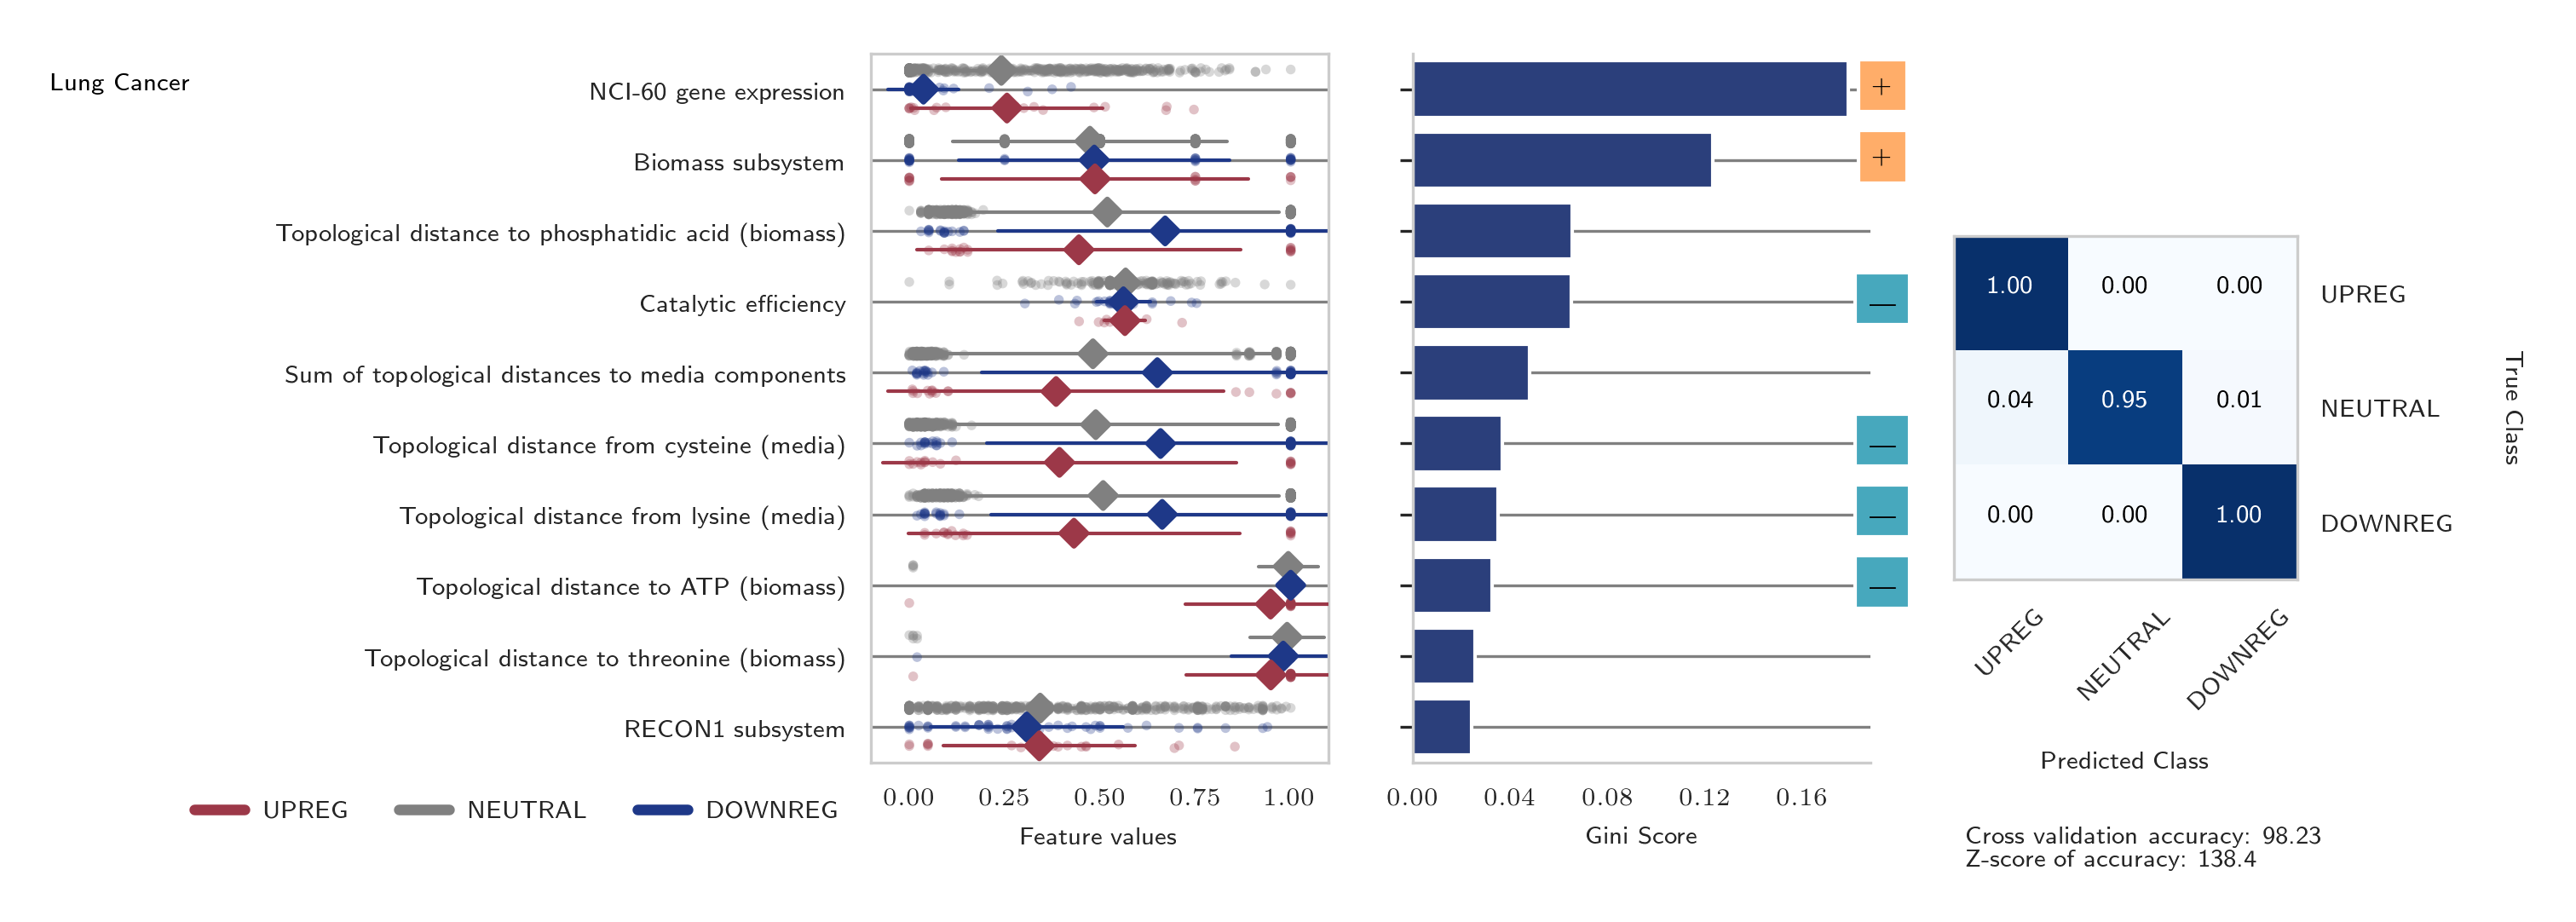 Lung Cancer
NCI-60 gene expression
Biomass subsystem
Topological distance to phosphatidic acid (biomass)
Catalytic efficiency
Sum of topological distances to media components
Topological distance from cysteine (media)
Topological distance from lysine (media)
Topological distance to ATP (biomass)
Topological distance to threonine (biomass)
RECON1 subsystem
UPREG NEUTRAL DOWNREG
0.00 0.25 0.50 0.75 1.00
Feature values
+
+
—
—
—
—
0.00 0.04 0.08 0.12 0.16
Gini Score
1.00 0.00 0.00 UPREG
0.04 0.95 0.01 NEUTRAL
0.00 0.00 1.00 DOWNREG
True Class
UPREG NEUTRAL DOWNREG
Predicted Class
Cross validation accuracy: 98.23
Z-score of accuracy: 138.4